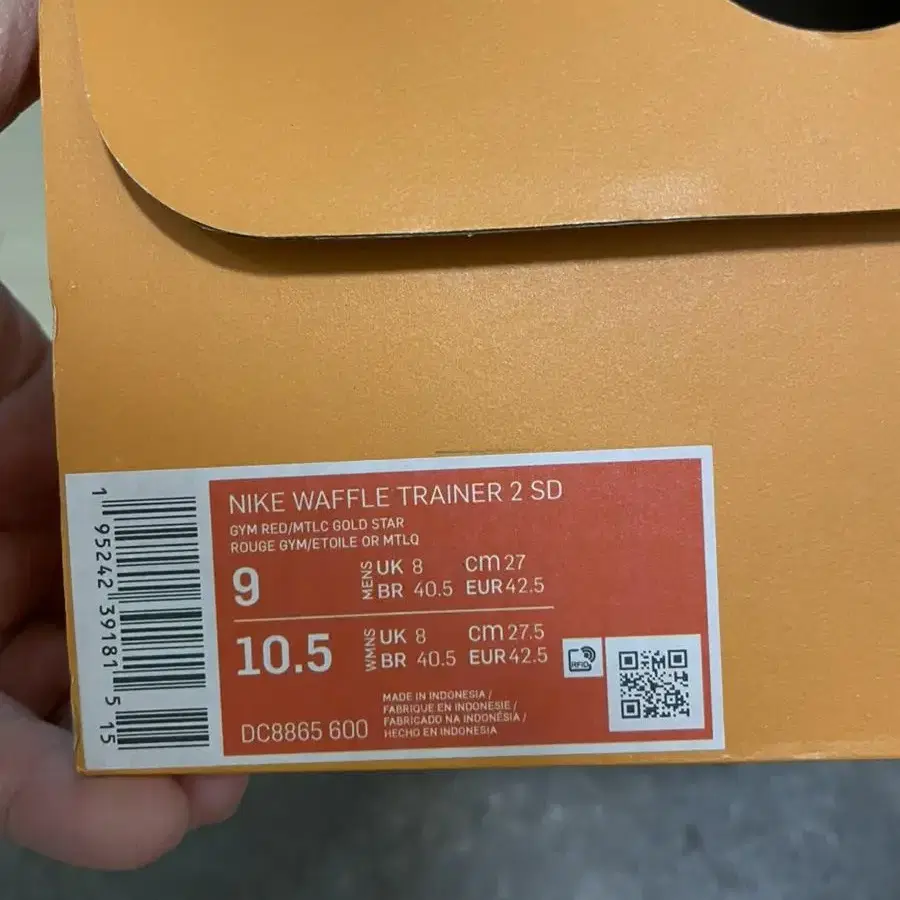 NIKE WAFFLE TRAINER 2 SD
GYM RED/MTLC GOLD STAR
ROUGE GYM/ETOILE OR MTLQ
9 MENS UK 8 cm 27
BR 40.5 EUR 42.5
10.5 WMNS UK 8 cm 27.5
BR 40.5 EUR 42.5
RFID
DC8865 600
MADE IN INDONESIA /
FABRIQUE EN INDONESIE /
FABRICADO NA INDONÉSIA /
HECHO EN INDONESIA
1 95242 39181 5 15